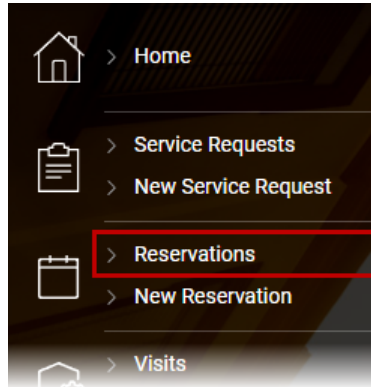 Home
Service Requests
New Service Request
Reservations
New Reservation
Visits